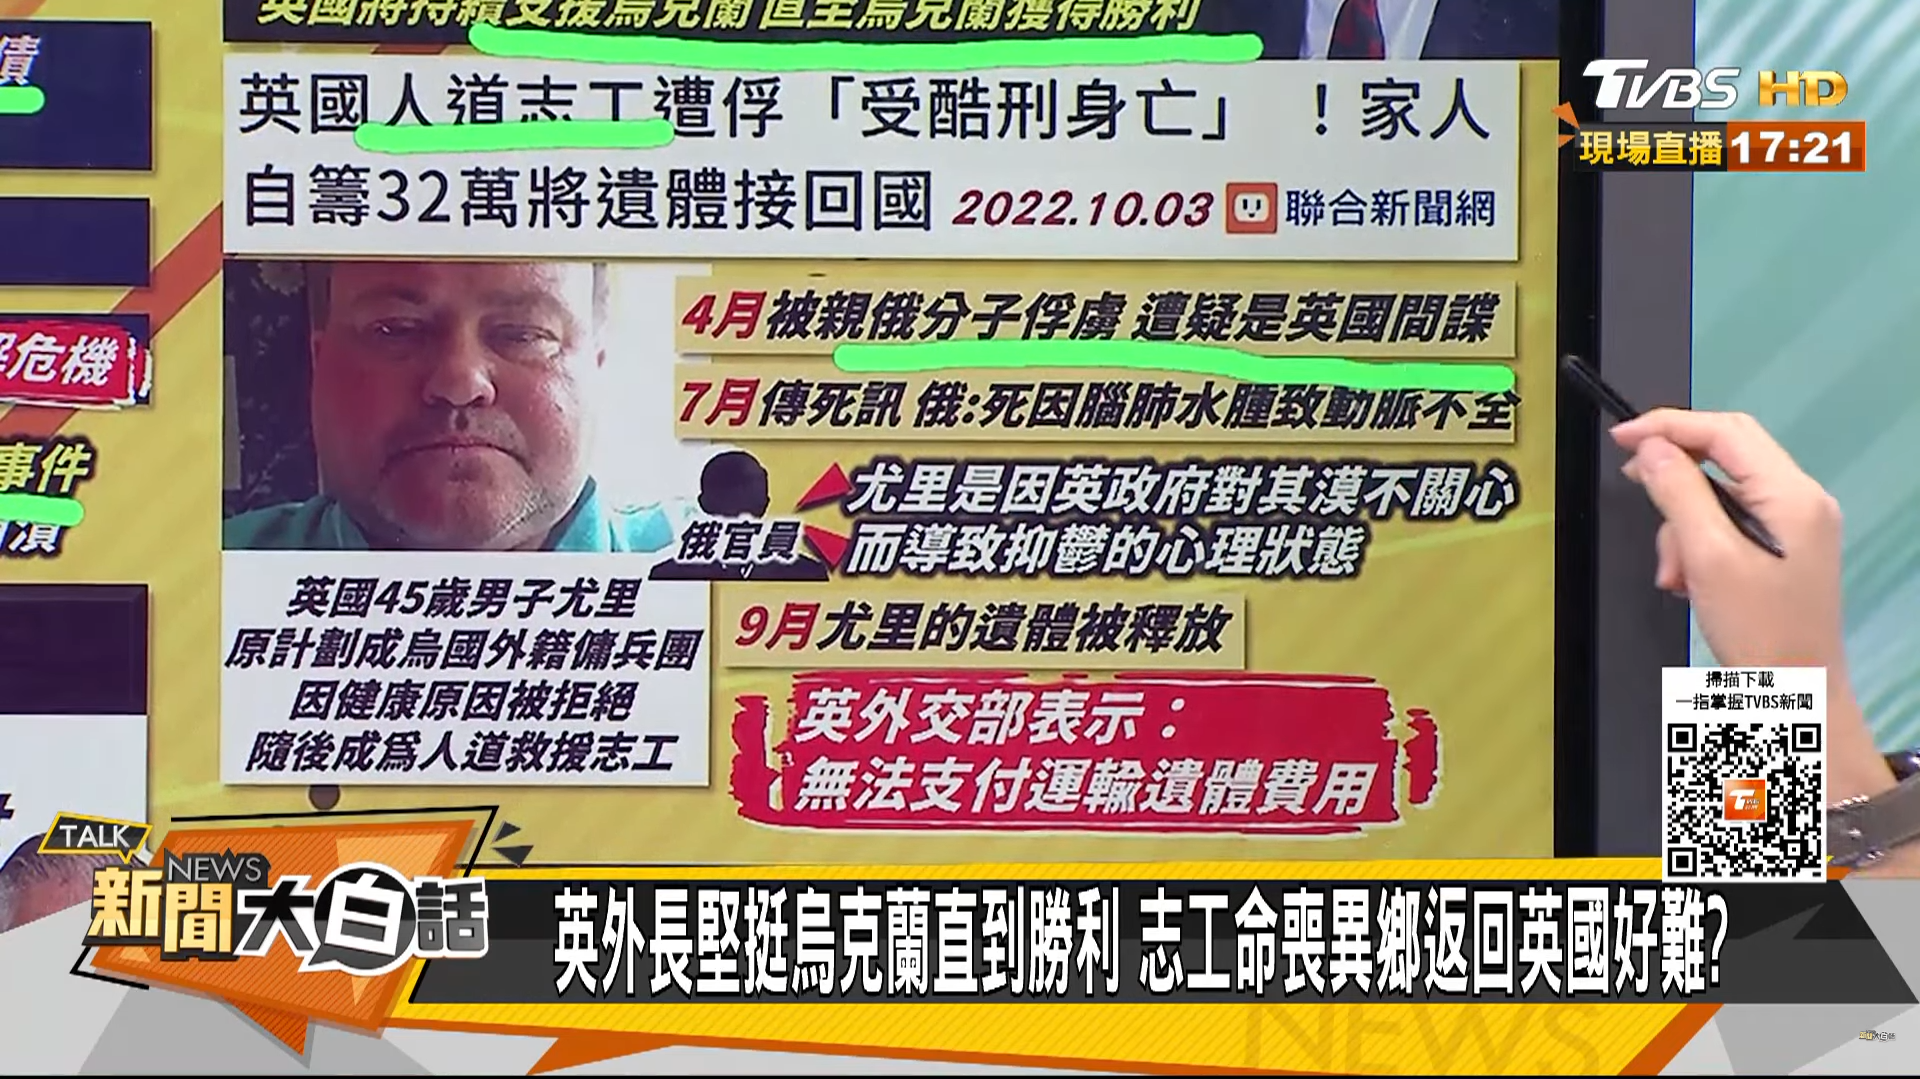 英國將持續支援烏克蘭 直至烏克蘭獲得勝利
債
英國人道志工遭俘「受酷刑身亡」！家人
自籌32萬將遺體接回國 2022.10.03 聯合新聞網
TVBS HD
現場直播 17:21
4月被親俄分子俘虜 遭疑是英國間諜
危機
7月傳死訊 俄:死因腦肺水腫致動脈不全
事件
俄官員
尤里是因英政府對其漠不關心
而導致抑鬱的心理狀態
英國45歲男子尤里
原計劃成烏國外籍傭兵團
因健康原因被拒絕
隨後成為人道救援志工
9月尤里的遺體被釋放
英外交部表示：
無法支付運輸遺體費用
掃描下載
一指掌握TVBS新聞
TALK
NEWS
新聞大白話
英外長堅挺烏克蘭直到勝利 志工命喪異鄉返回英國好難?
NEWS